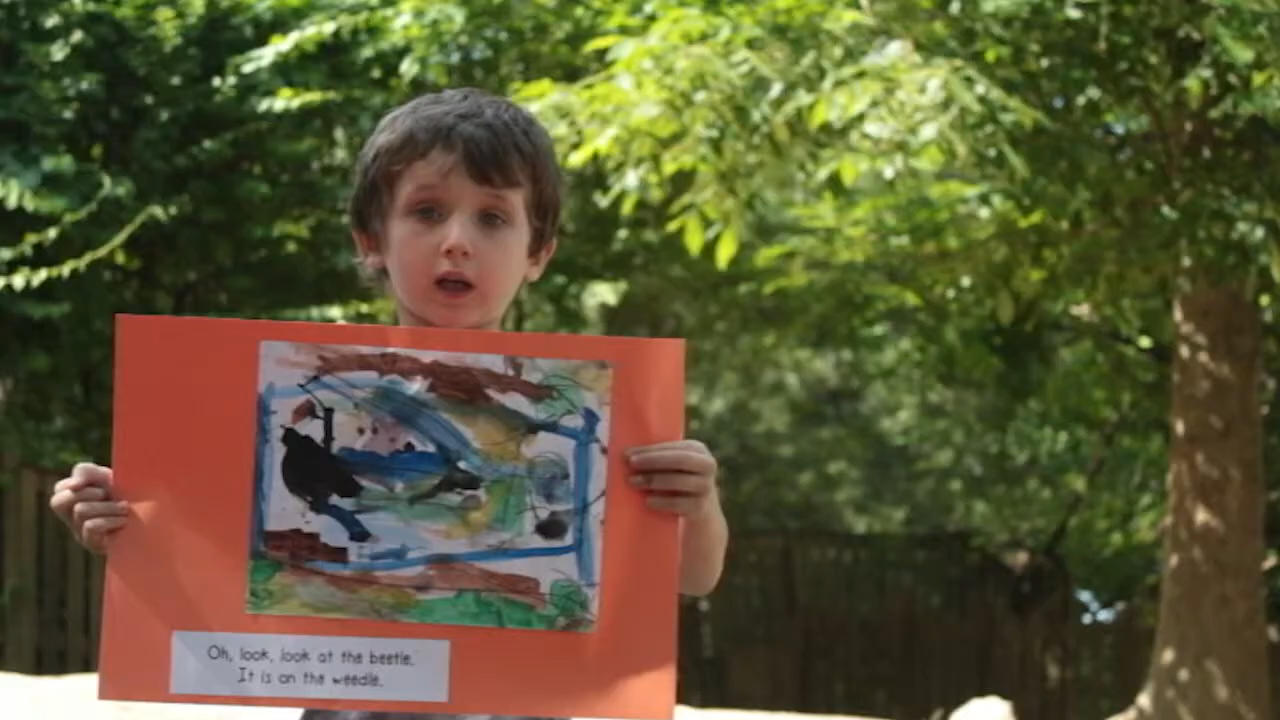 Oh, look, look at the beetle.
It is on the weedle.